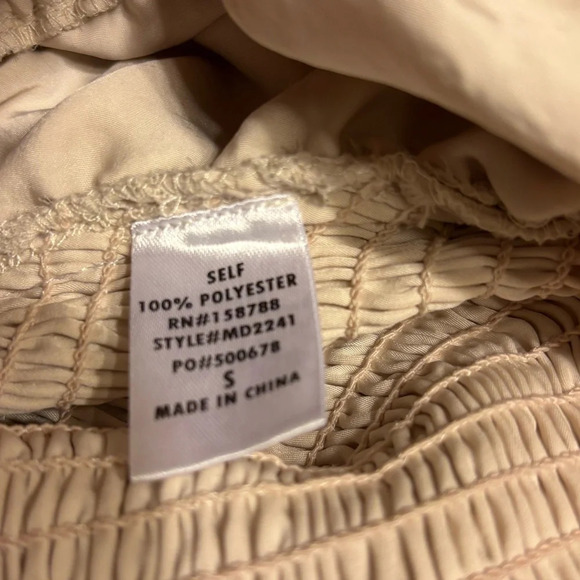 SELF
100% POLYESTER
RN#158788
STYLE#MD2241
PO#500678
S
MADE IN CHINA